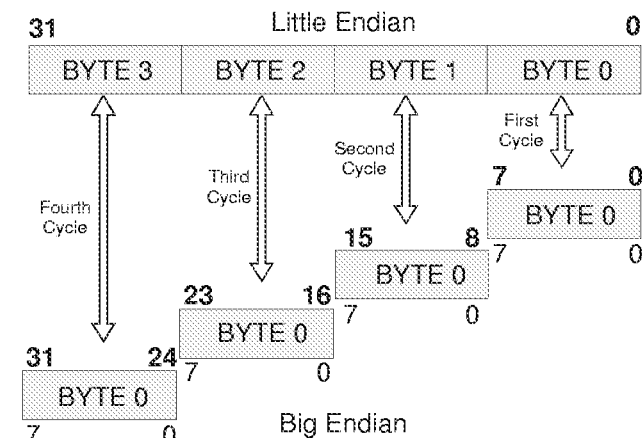 31 Little Endian 0
BYTE 3 BYTE 2 BYTE 1 BYTE 0
First
Cycle
Second
Cycle
Third
Cycle
Fourth
Cycle
7 0
BYTE 0
7 0
15 8
BYTE 0
7 0
23 16
BYTE 0
7 0
31 24
BYTE 0
7 0
Big Endian